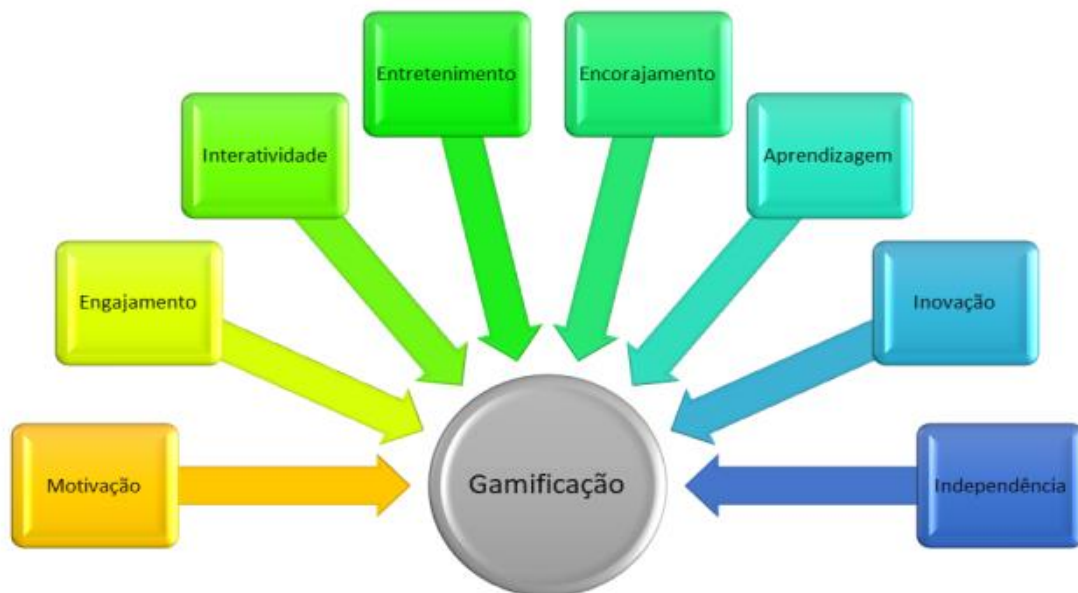 Entretenimento
Encorajamento
Interatividade
Aprendizagem
Engajamento
Inovação
Motivação
Gamificação
Independência